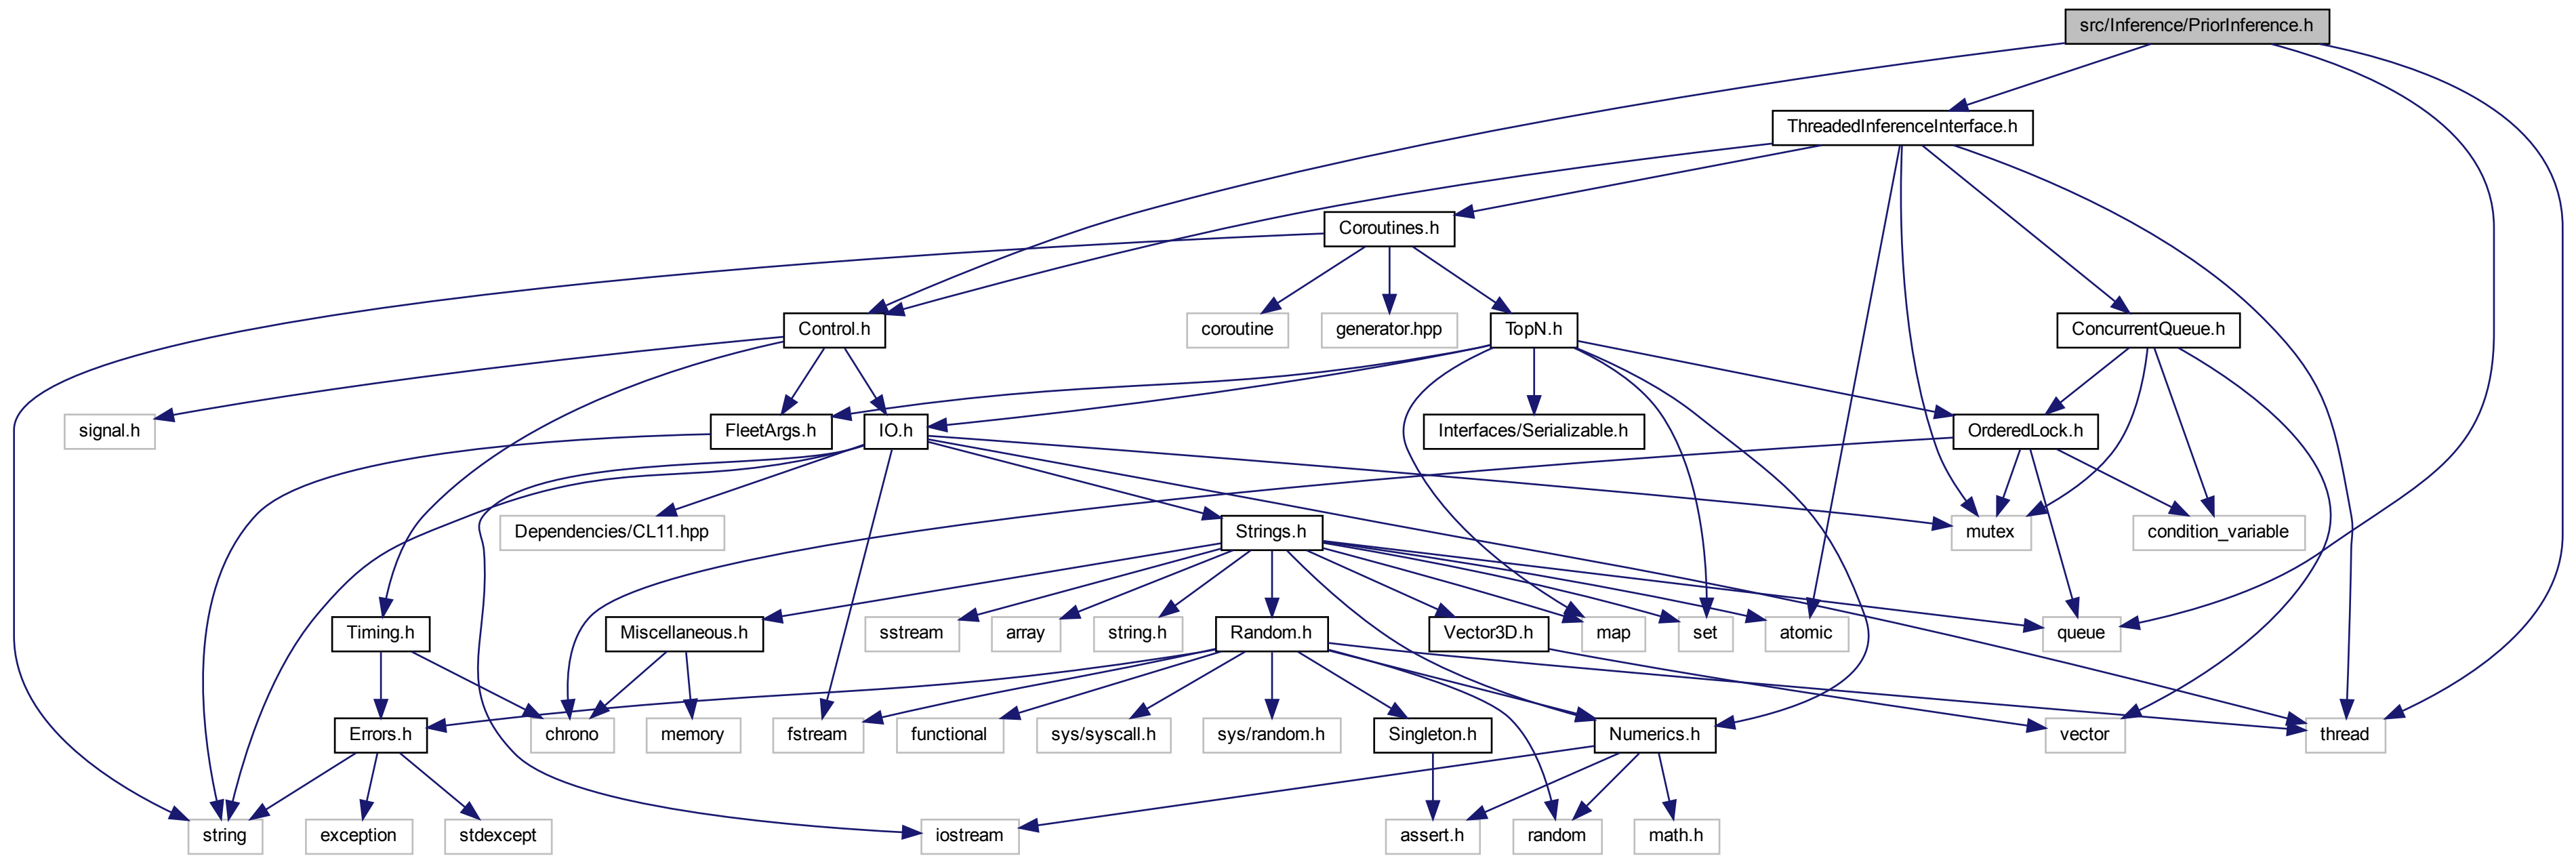 src/Inference/PriorInference.h
ThreadedInferenceInterface.h
Coroutines.h
Control.h
coroutine
generator.hpp
TopN.h
ConcurrentQueue.h
signal.h
FleetArgs.h
IO.h
Interfaces/Serializable.h
OrderedLock.h
Dependencies/CL11.hpp
Strings.h
mutex
condition_variable
Timing.h
Miscellaneous.h
sstream
array
string.h
Random.h
Vector3D.h
map
set
atomic
queue
Errors.h
chrono
memory
fstream
functional
sys/syscall.h
sys/random.h
Singleton.h
Numerics.h
vector
thread
string
exception
stdexcept
iostream
assert.h
random
math.h